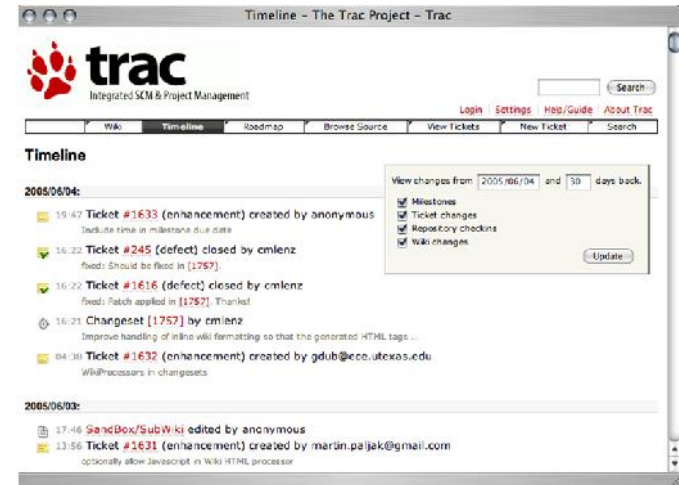 Timeline – The Trac Project – Trac
trac
Integrated SCM & Project Management
Search
Login Settings Help/Guide About Trac
Wiki Timeline Roadmap Browse Source View Tickets New Ticket Search
Timeline
View changes from 2005/06/04 and 30 days back.
Milestones
Ticket changes
Repository checkins
Wiki changes
Update
2005/06/04:
19:47 Ticket #1633 (enhancement) created by anonymous
Include time in milestone due date
16:22 Ticket #245 (defect) closed by cmlenz
fixed: Should be fixed in [1757].
16:22 Ticket #1616 (defect) closed by cmlenz
fixed: Patch applied in [1757]. Thanks!
16:21 Changeset [1757] by cmlenz
Improve handling of inline wiki formatting so that the generated HTML tags ...
04:38 Ticket #1632 (enhancement) created by gdub@ece.utexas.edu
WikiProcessors in changesets
2005/06/03:
17:46 SandBox/SubWiki edited by anonymous
13:56 Ticket #1631 (enhancement) created by martin.paljak@gmail.com
optionally allow Javascript in Wiki HTML processor